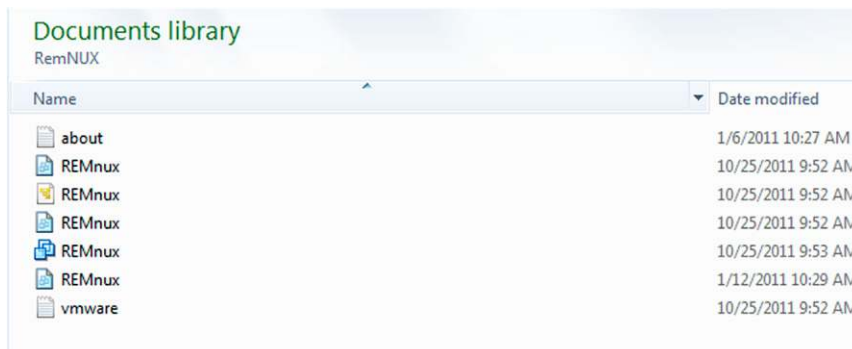 Documents library
RemNUX
Name Date modified
about 1/6/2011 10:27 AM
REMnux 10/25/2011 9:52 AM
REMnux 10/25/2011 9:52 AM
REMnux 10/25/2011 9:52 AM
REMnux 10/25/2011 9:53 AM
REMnux 1/12/2011 10:29 AM
vmware 10/25/2011 9:52 AM